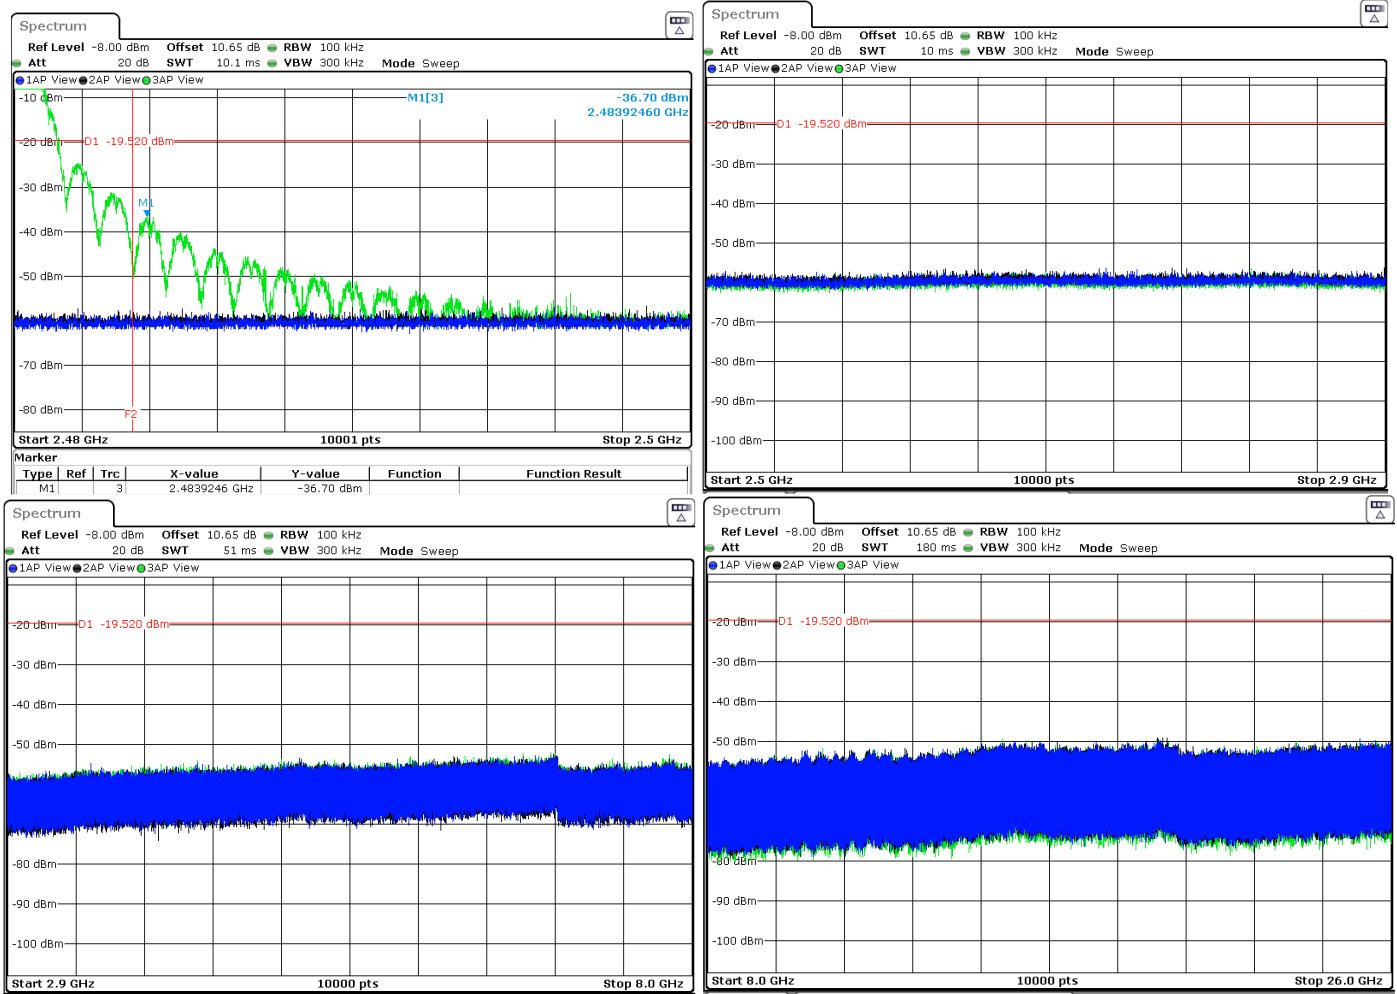 Spectrum
Ref Level -8.00 dBm Offset 10.65 dB RBW 100 kHz
Att 20 dB SWT 10.1 ms VBW 300 kHz Mode Sweep
1AP View 2AP View 3AP View
-10 dBm M1[3] -36.70 dBm
2.48392460 GHz
-20 dBm D1 -19.520 dBm
-30 dBm
M1
-40 dBm
-50 dBm
-70 dBm
-80 dBm
F2
Start 2.48 GHz 10001 pts Stop 2.5 GHz
Marker
Type Ref Trc X-value Y-value Function Function Result
M1 3 2.4839246 GHz -36.70 dBm
Spectrum
Ref Level -8.00 dBm Offset 10.65 dB RBW 100 kHz
Att 20 dB SWT 10 ms VBW 300 kHz Mode Sweep
1AP View 2AP View 3AP View
-20 dBm D1 -19.520 dBm
-30 dBm
-40 dBm
-50 dBm
-70 dBm
-80 dBm
-90 dBm
-100 dBm
Start 2.5 GHz 10000 pts Stop 2.9 GHz
Spectrum
Ref Level -8.00 dBm Offset 10.65 dB RBW 100 kHz
Att 20 dB SWT 51 ms VBW 300 kHz Mode Sweep
1AP View 2AP View 3AP View
-20 dBm D1 -19.520 dBm
-30 dBm
-40 dBm
-50 dBm
-80 dBm
-90 dBm
-100 dBm
Start 2.9 GHz 10000 pts Stop 8.0 GHz
Spectrum
Ref Level -8.00 dBm Offset 10.65 dB RBW 100 kHz
Att 20 dB SWT 180 ms VBW 300 kHz Mode Sweep
1AP View 2AP View 3AP View
-20 dBm D1 -19.520 dBm
-30 dBm
-40 dBm
-50 dBm
-80 dBm
-90 dBm
-100 dBm
Start 8.0 GHz 10000 pts Stop 26.0 GHz